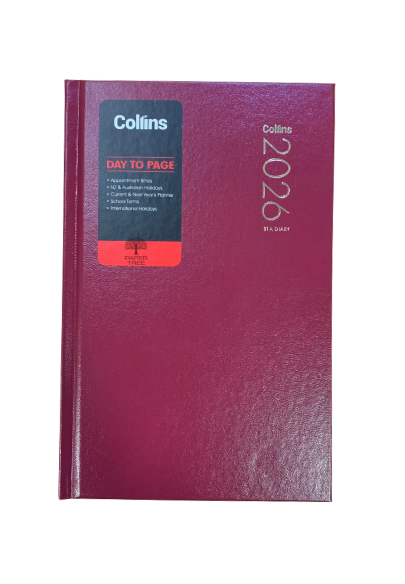 Collins
DAY TO PAGE
• Appointment Times
• NZ & Australian Holidays
• Current & Next Year's Planner
• School Terms
• International Holidays
PAPER
TREE
Collins
2026
A DIARY